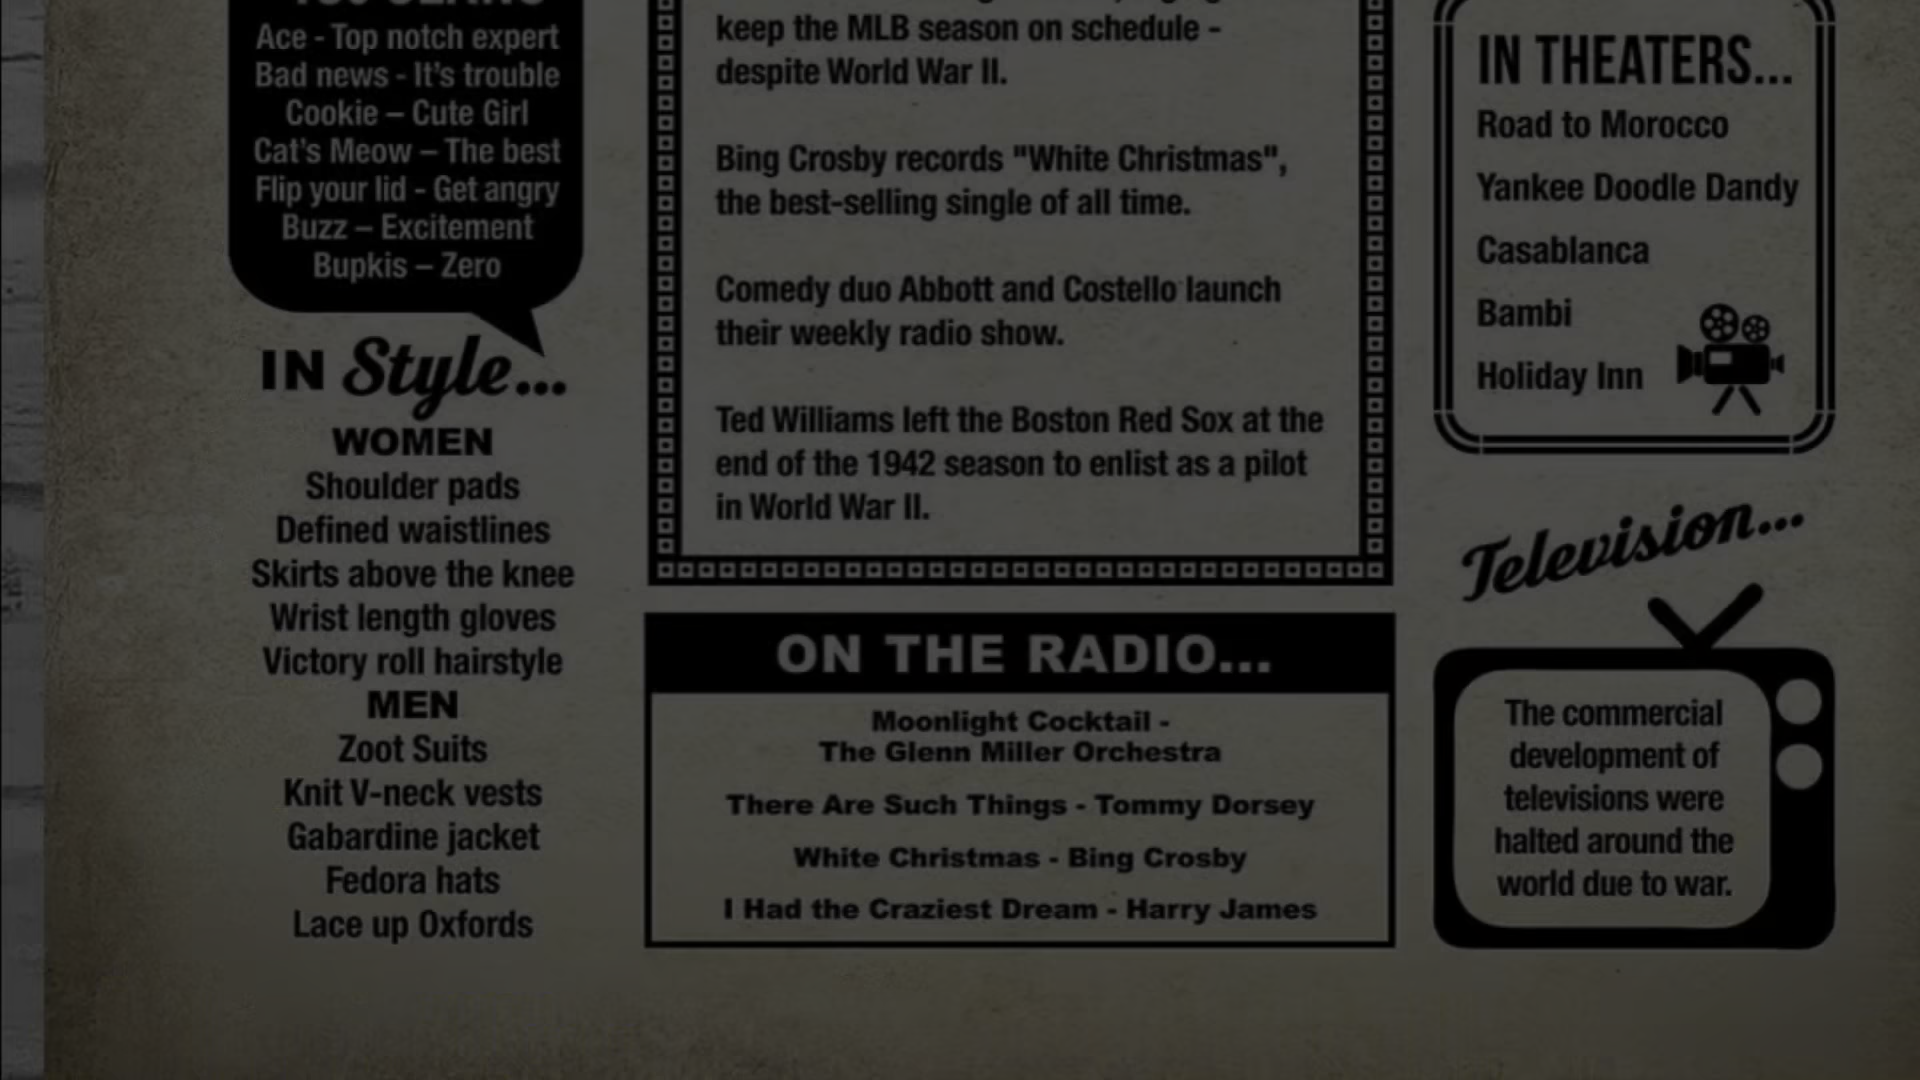 Ace - Top notch expert
Bad news - It's trouble
Cookie – Cute Girl
Cat's Meow – The best
Flip your lid - Get angry
Buzz – Excitement
Bupkis – Zero
IN Style...
WOMEN
Shoulder pads
Defined waistlines
Skirts above the knee
Wrist length gloves
Victory roll hairstyle
MEN
Zoot Suits
Knit V-neck vests
Gabardine jacket
Fedora hats
Lace up Oxfords
keep the MLB season on schedule -
despite World War II.
Bing Crosby records "White Christmas",
the best-selling single of all time.
Comedy duo Abbott and Costello launch
their weekly radio show.
Ted Williams left the Boston Red Sox at the
end of the 1942 season to enlist as a pilot
in World War II.
ON THE RADIO...
Moonlight Cocktail -
The Glenn Miller Orchestra
There Are Such Things - Tommy Dorsey
White Christmas - Bing Crosby
I Had the Craziest Dream - Harry James
IN THEATERS...
Road to Morocco
Yankee Doodle Dandy
Casablanca
Bambi
Holiday Inn
Television...
The commercial
development of
televisions were
halted around the
world due to war.